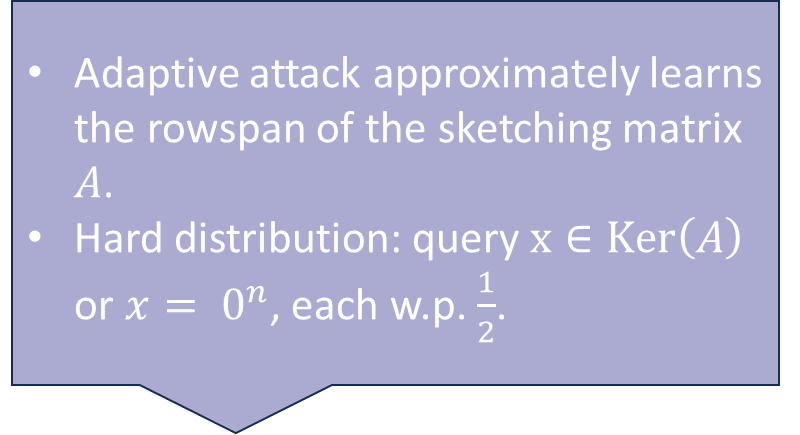 • Adaptive attack approximately learns
the rowspan of the sketching matrix
A.
• Hard distribution: query x ∈ Ker(A)
or x = 0ⁿ, each w.p. 1/2.